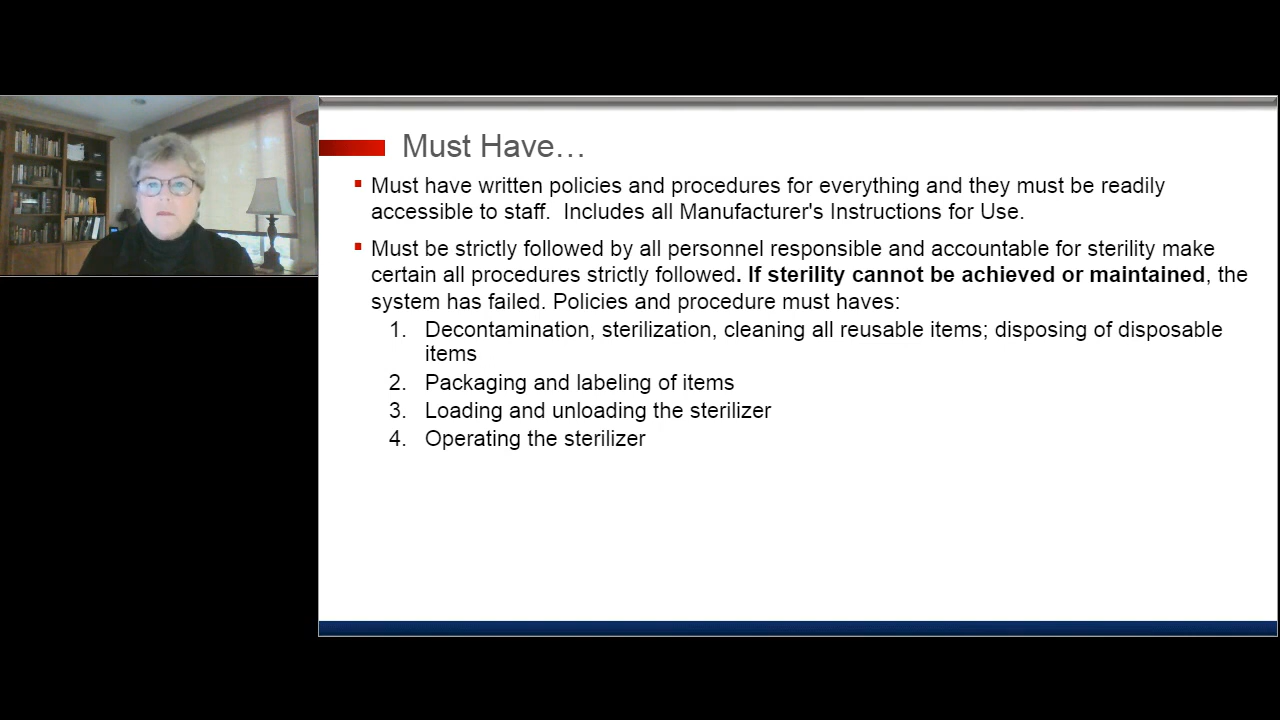 Must Have…
Must have written policies and procedures for everything and they must be readily
accessible to staff.  Includes all Manufacturer's Instructions for Use.
Must be strictly followed by all personnel responsible and accountable for sterility make
certain all procedures strictly followed. If sterility cannot be achieved or maintained, the
system has failed. Policies and procedure must haves:
1. Decontamination, sterilization, cleaning all reusable items; disposing of disposable
items
2. Packaging and labeling of items
3. Loading and unloading the sterilizer
4. Operating the sterilizer